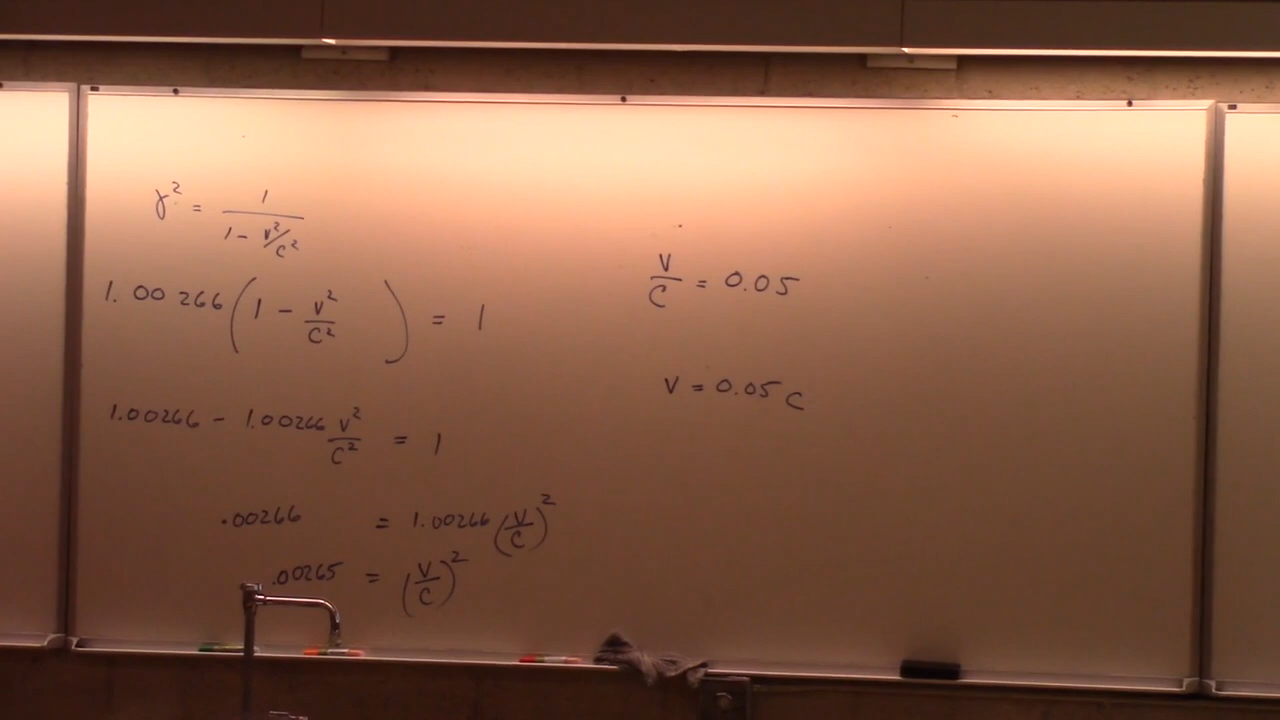 γ² = 1 / (1 - v²/c²)
1.00266 (1 - v²/c²) = 1
1.00266 - 1.00266 v²/c² = 1
.00266 = 1.00266 (v/c)²
.00265 = (v/c)²
v/c = 0.05
v = 0.05 c